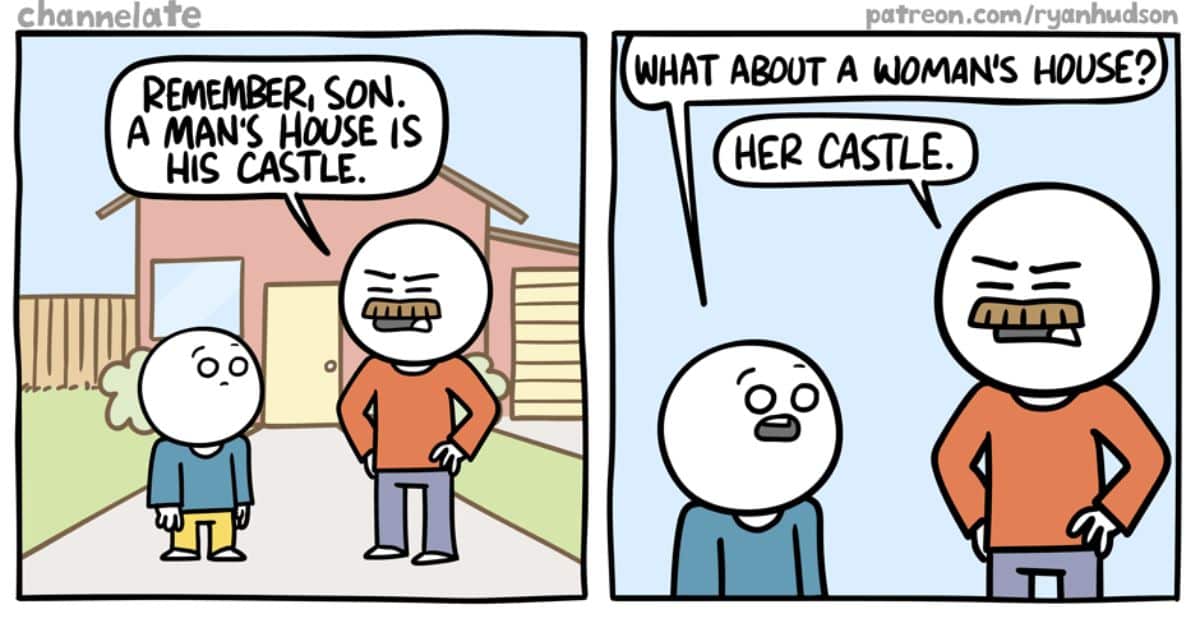 channelate
patreon.com/ryanhudson
REMEMBER, SON.
A MAN'S HOUSE IS
HIS CASTLE.
WHAT ABOUT A WOMAN'S HOUSE?
HER CASTLE.